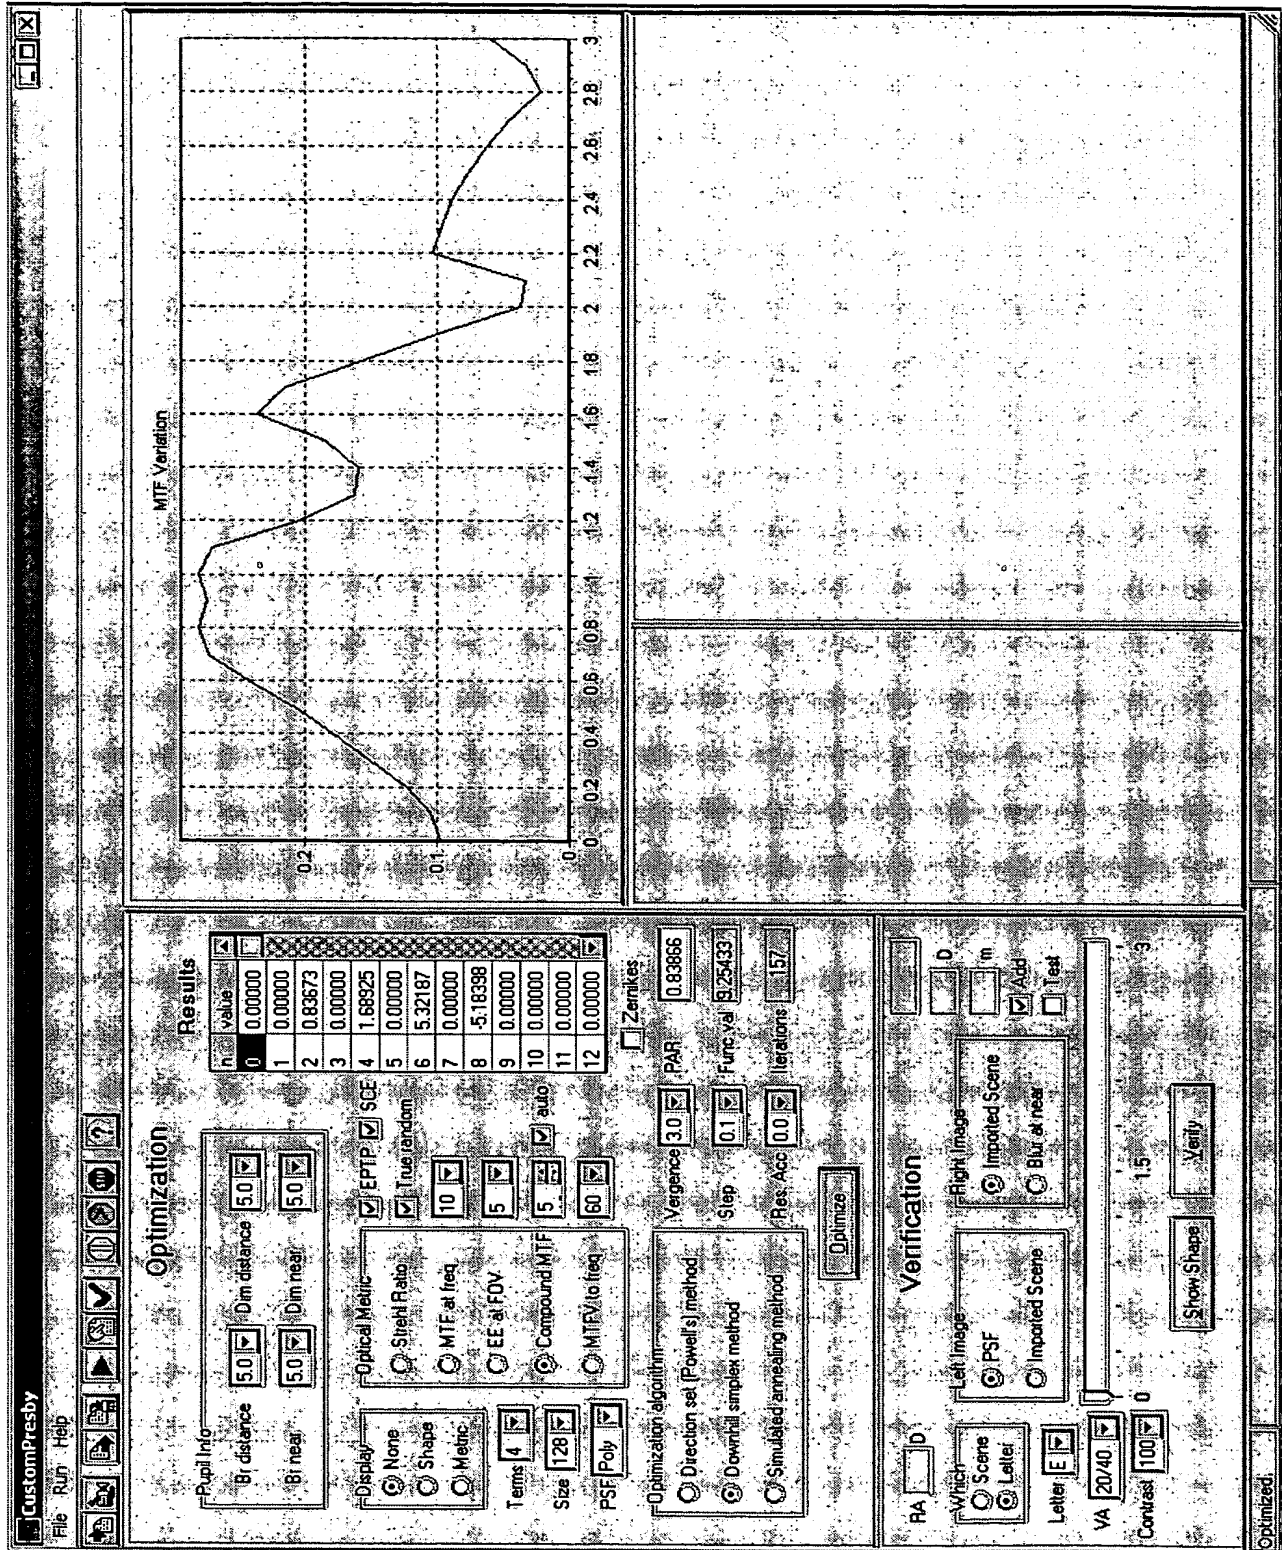 CustomPresby
File Run Help
Optimization
Pupil Info
Br distance 5.0 Dim distance 5.0
Br near 5.0 Dim near 5.0
Display
None
Shape
Metric
Terms 4
Size 128
PSF Poly
Optical Metric
Strehl Ratio
MTF at freq
EE at FOV
Compound MTF
MTFV to freq
EPTP SCE
True random
10
5
5 auto
60
Results
n value
0 0.00000
1 0.00000
2 0.83673
3 0.00000
4 1.68925
5 0.00000
6 5.32187
7 0.00000
8 -5.18398
9 0.00000
10 0.00000
11 0.00000
12 0.00000
Zernikes
Optimization algorithm
Direction set (Powell's) method
Downhill simplex method
Simulated annealing method
Vergence 3.0 PAR 0.83866
Step 0.1 Func val 9.25433
Res. Acc 0.0 Iterations 157
Optimize
Verification
RA D
Which
Scene
Letter
Letter E
VA 20/40
Contrast 100
Left Image
PSF
Imported Scene
Right Image
Imported Scene
Blur at near
D
m
Add
Test
0 1.5 3
Show Shape Verify
MTF Variation
0.2
0.1
0
0 0.2 0.4 0.6 0.8 1 1.2 1.4 1.6 1.8 2 2.2 2.4 2.6 2.8 3
Optimized.